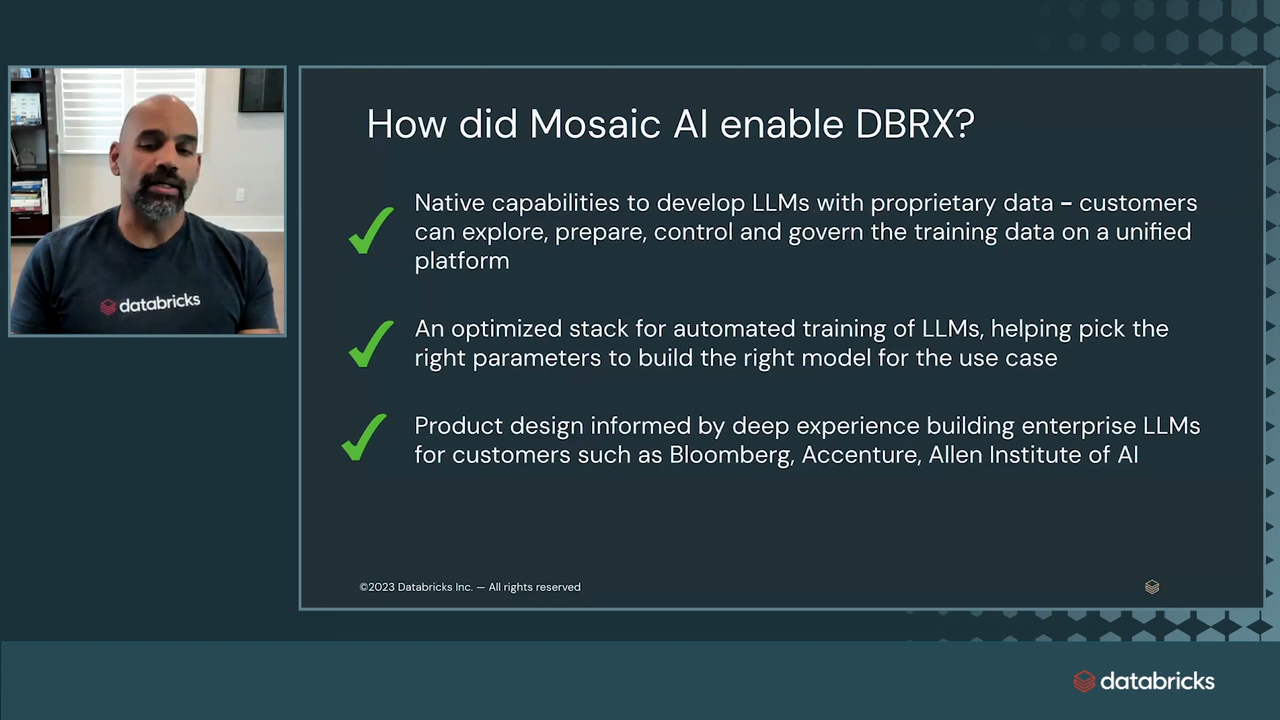 How did Mosaic AI enable DBRX?
Native capabilities to develop LLMs with proprietary data – customers
can explore, prepare, control and govern the training data on a unified
platform
An optimized stack for automated training of LLMs, helping pick the
right parameters to build the right model for the use case
Product design informed by deep experience building enterprise LLMs
for customers such as Bloomberg, Accenture, Allen Institute of AI
©2023 Databricks Inc. — All rights reserved
databricks
databricks